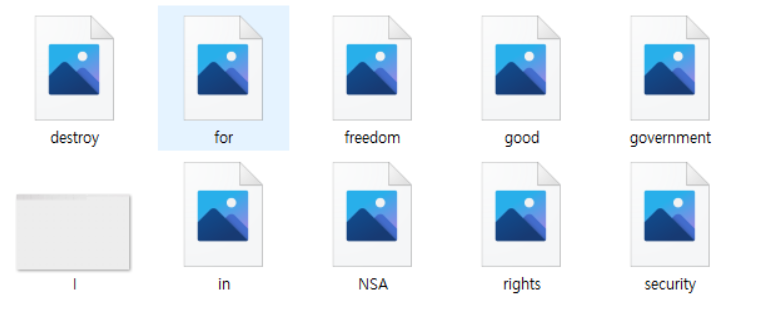 destroy for freedom good government
I in NSA rights security